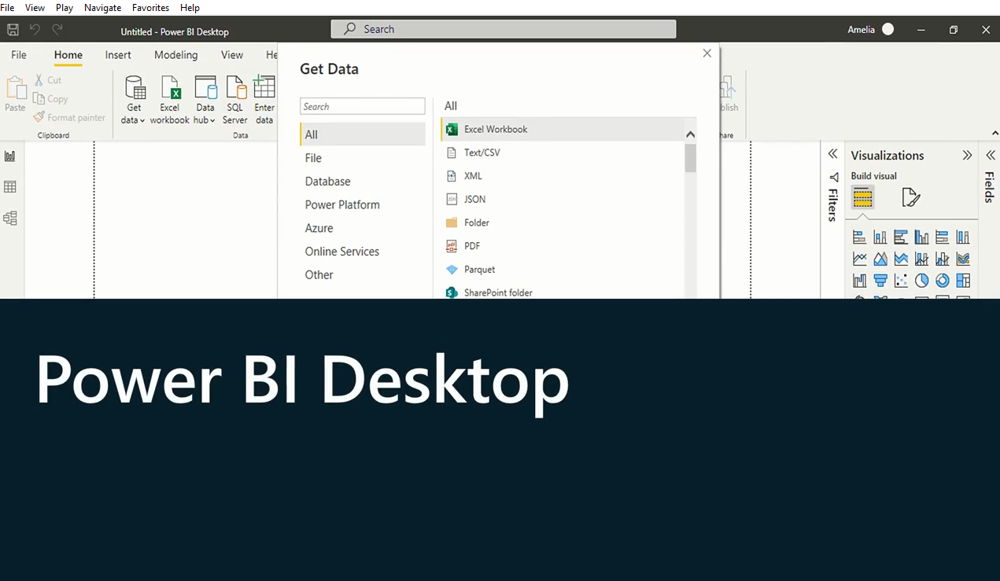 File View Play Navigate Favorites Help
Untitled - Power BI Desktop
Search
Amelia
File Home Insert Modeling View He
Get Data
Paste
Cut
Copy
Format painter
Clipboard
Get data
Excel workbook
Data hub
SQL Server
Enter data
Data
blish
hare
Search
All
File
Database
Power Platform
Azure
Online Services
Other
All
Excel Workbook
Text/CSV
XML
JSON
Folder
PDF
Parquet
SharePoint folder
Filters
Visualizations
Build visual
Fields
Power BI Desktop